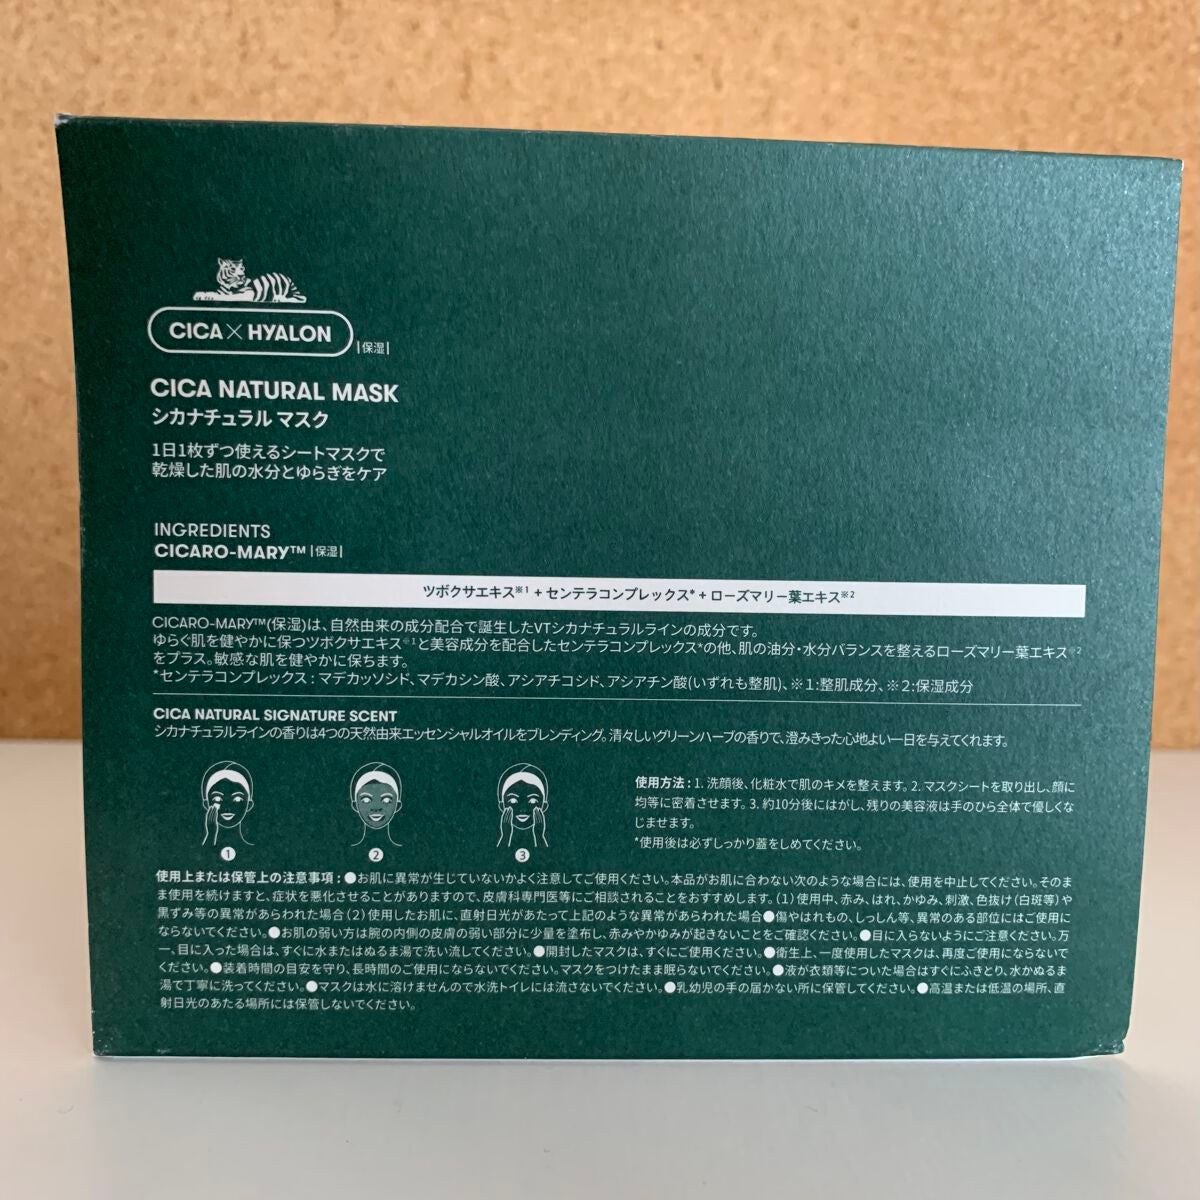 CICA×HYALON |保湿|
CICA NATURAL MASK
シカナチュラル マスク
1日1枚ずつ使えるシートマスクで
乾燥した肌の水分とゆらぎをケア
INGREDIENTS
CICARO-MARY™ |保湿|
ツボクサエキス※1 + センテラコンプレックス* + ローズマリー葉エキス※2
CICARO-MARY™(保湿)は、自然由来の成分配合で誕生したVTシカナチュラルラインの成分です。
ゆらぐ肌を健やかに保つツボクサエキス※1と美容成分を配合したセンテラコンプレックス*の他、肌の油分・水分バランスを整えるローズマリー葉エキス※2
をプラス。敏感な肌を健やかに保ちます。
*センテラコンプレックス : マデカッソシド、マデカシン酸、アシアチコシド、アシアチン酸(いずれも整肌)、※1:整肌成分、※2:保湿成分
CICA NATURAL SIGNATURE SCENT
シカナチュラルラインの香りは4つの天然由来エッセンシャルオイルをブレンディング。清々しいグリーンハーブの香りで、澄みきった心地よい一日を与えてくれます。
使用方法 : 1. 洗顔後、化粧水で肌のキメを整えます。2. マスクシートを取り出し、顔に
均等に密着させます。3. 約10分後にはがし、残りの美容液は手のひら全体で優しくな
じませます。
*使用後は必ずしっかり蓋をしめてください。
1
2
3
使用上または保管上の注意事項 : ●お肌に異常が生じていないかよく注意してご使用ください。本品がお肌に合わない次のような場合には、使用を中止してください。そのま
ま使用を続けますと、症状を悪化させることがありますので、皮膚科専門医等にご相談されることをおすすめします。(1)使用中、赤み、はれ、かゆみ、刺激、色抜け(白斑等)や
黒ずみ等の異常があらわれた場合(2)使用したお肌に、直射日光があたって上記のような異常があらわれた場合●傷やはれもの、しっしん等、異常のある部位にはご使用に
ならないでください。●お肌の弱い方は腕の内側の皮膚の弱い部分に少量を塗布し、赤みやかゆみが起きないことをご確認ください。●目に入らないようにご注意ください。万
一、目に入った場合は、すぐに水またはぬるま湯で洗い流してください。●開封したマスクは、すぐにご使用ください。●衛生上、一度使用したマスクは、再度ご使用にならないで
ください。●装着時間の目安を守り、長時間のご使用にならないでください。マスクをつけたまま眠らないでください。●液が衣類等についた場合はすぐにふきとり、水かぬるま
湯で丁寧に洗ってください。●マスクは水に溶けませんので水洗トイレには流さないでください。●乳幼児の手の届かない所に保管してください。●高温または低温の場所、直
射日光のあたる場所には保管しないでください。